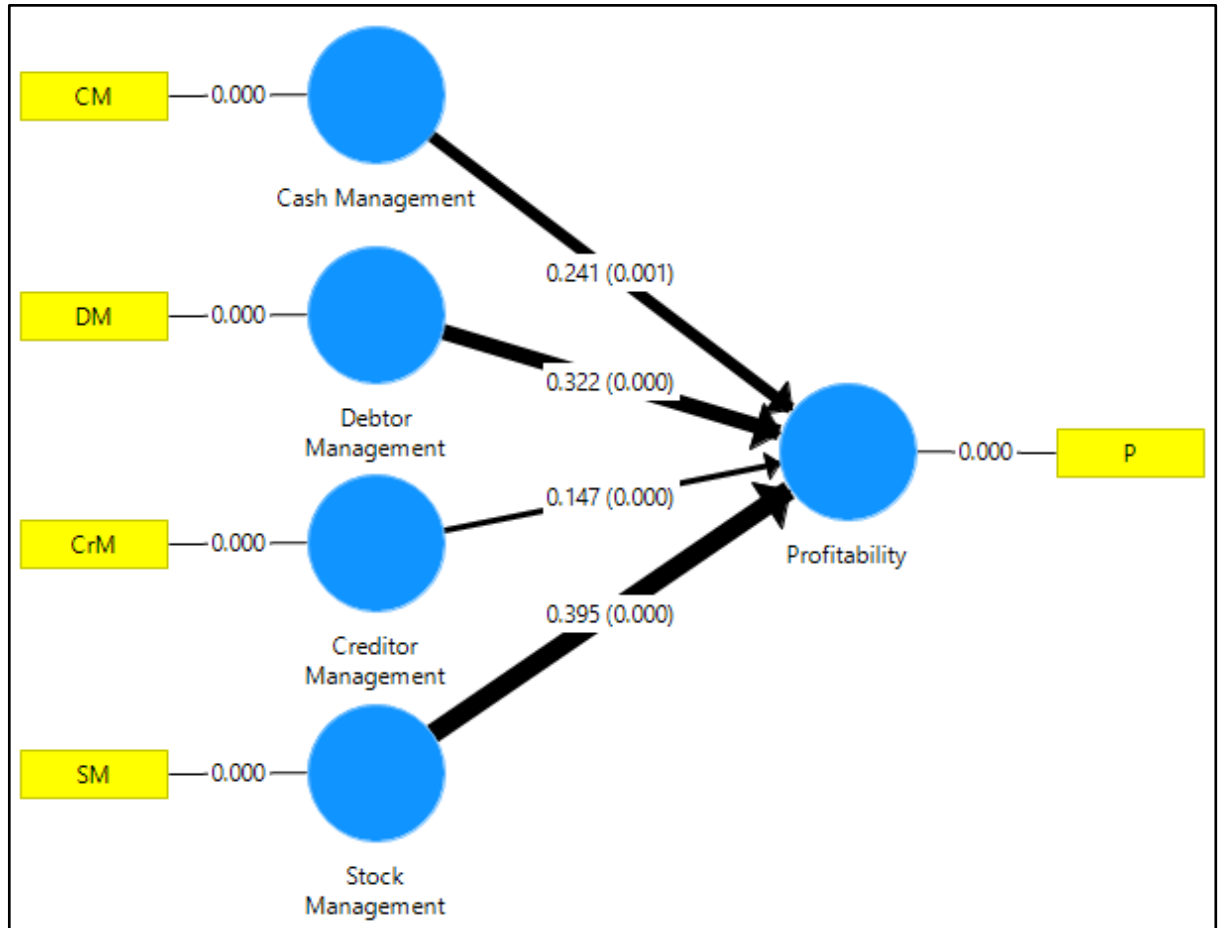 CM
0.000
Cash Management
0.241 (0.001)
DM
0.000
0.322 (0.000)
Debtor
Management
0.000
P
CrM
0.000
0.147 (0.000)
Profitability
Creditor
Management
0.395 (0.000)
SM
0.000
Stock
Management